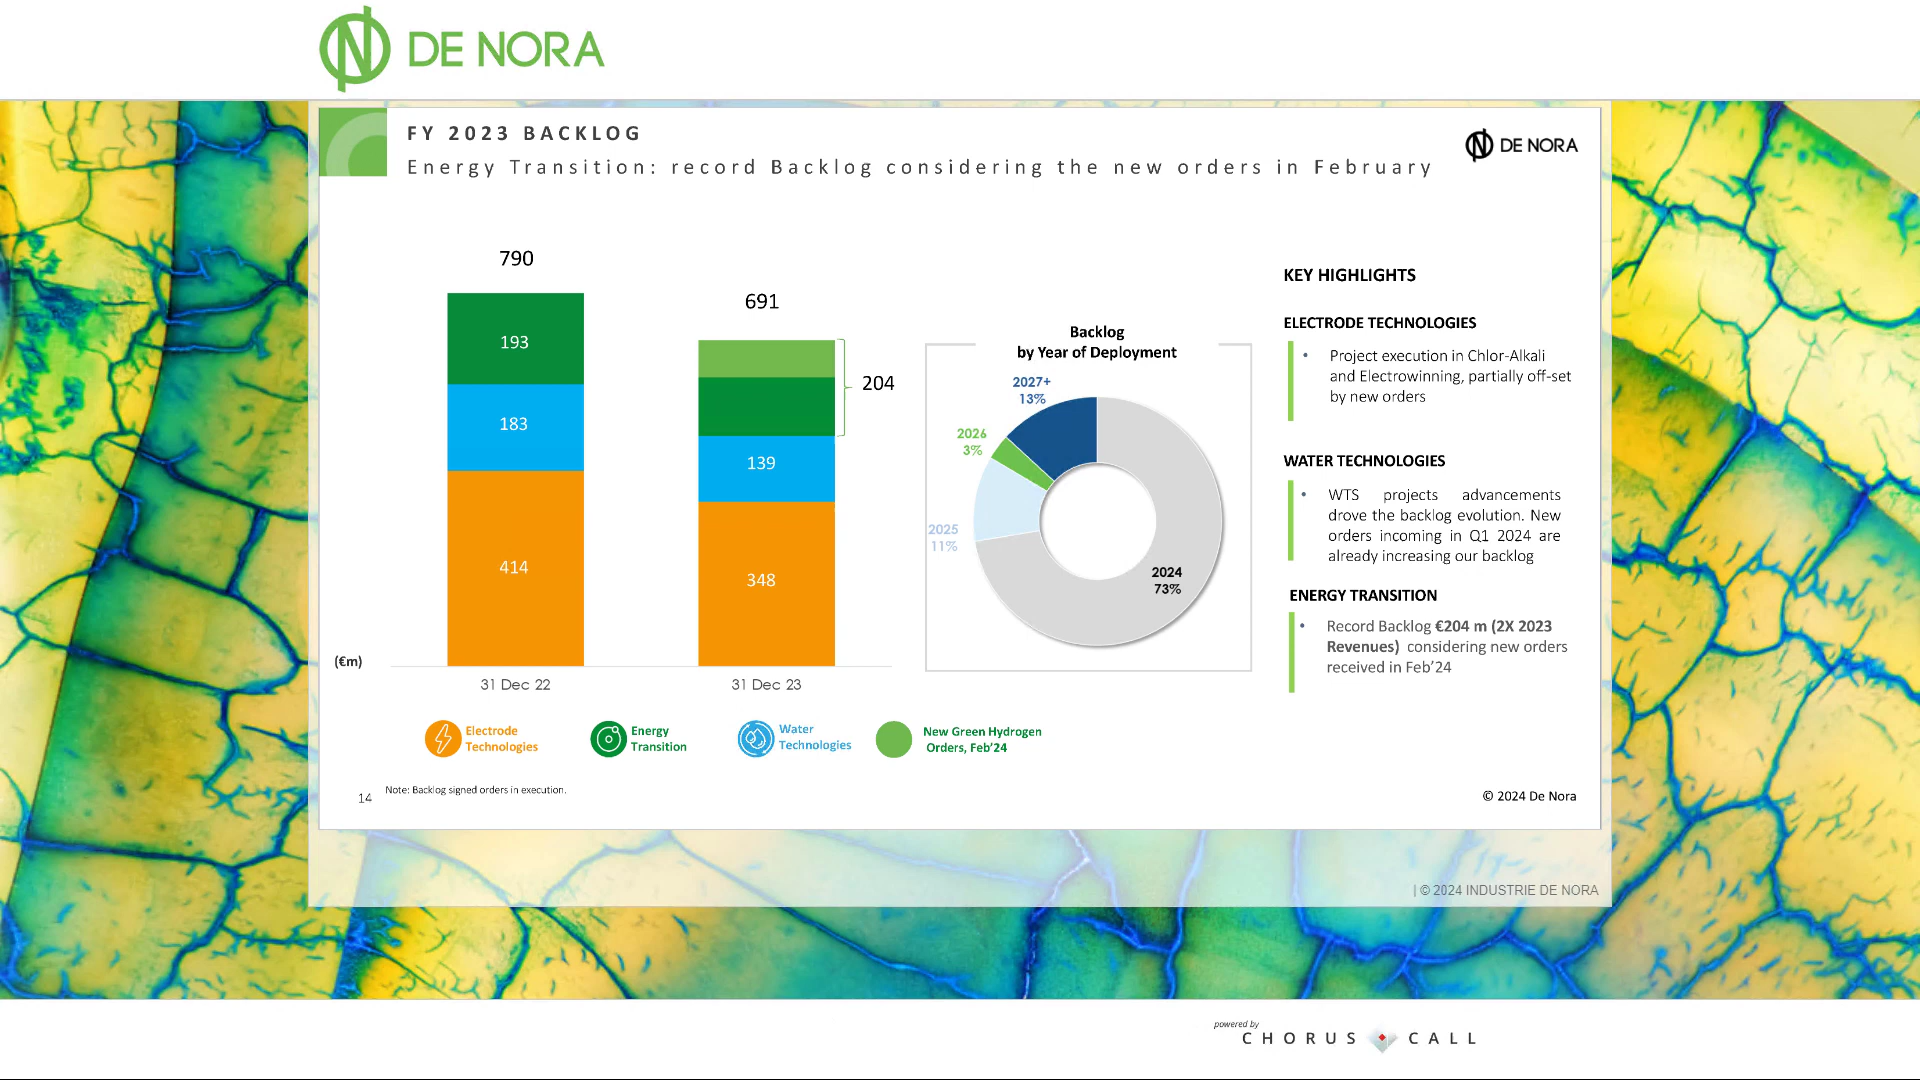 DE NORA
FY 2023 BACKLOG
Energy Transition: record Backlog considering the new orders in February
DE NORA
790
193
183
414
691
204
139
348
(€m)
31 Dec 22
31 Dec 23
Electrode
Technologies
Energy
Transition
Water
Technologies
New Green Hydrogen
Orders, Feb’24
Backlog
by Year of Deployment
2027+
13%
2026
3%
2025
11%
2024
73%
KEY HIGHLIGHTS
ELECTRODE TECHNOLOGIES
• Project execution in Chlor-Alkali
and Electrowinning, partially off-set
by new orders
WATER TECHNOLOGIES
• WTS projects advancements
drove the backlog evolution. New
orders incoming in Q1 2024 are
already increasing our backlog
ENERGY TRANSITION
• Record Backlog €204 m (2X 2023
Revenues) considering new orders
received in Feb’24
14
Note: Backlog signed orders in execution.
© 2024 De Nora
| © 2024 INDUSTRIE DE NORA
powered by
CHORUS CALL